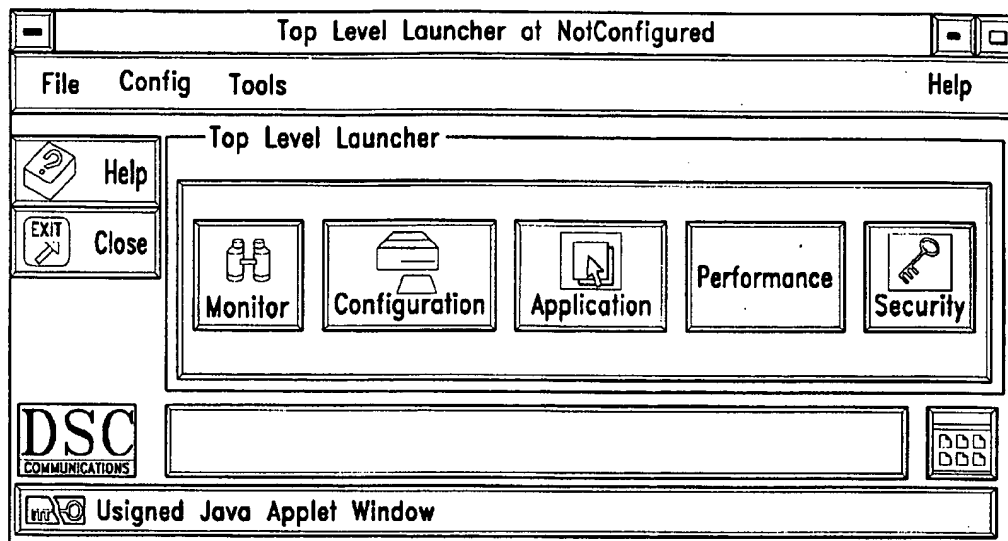 Top Level Launcher at NotConfigured
File Config Tools Help
Top Level Launcher
Help
EXIT
Close
Monitor
Configuration
Application
Performance
Security
DSC
COMMUNICATIONS
Usigned Java Applet Window